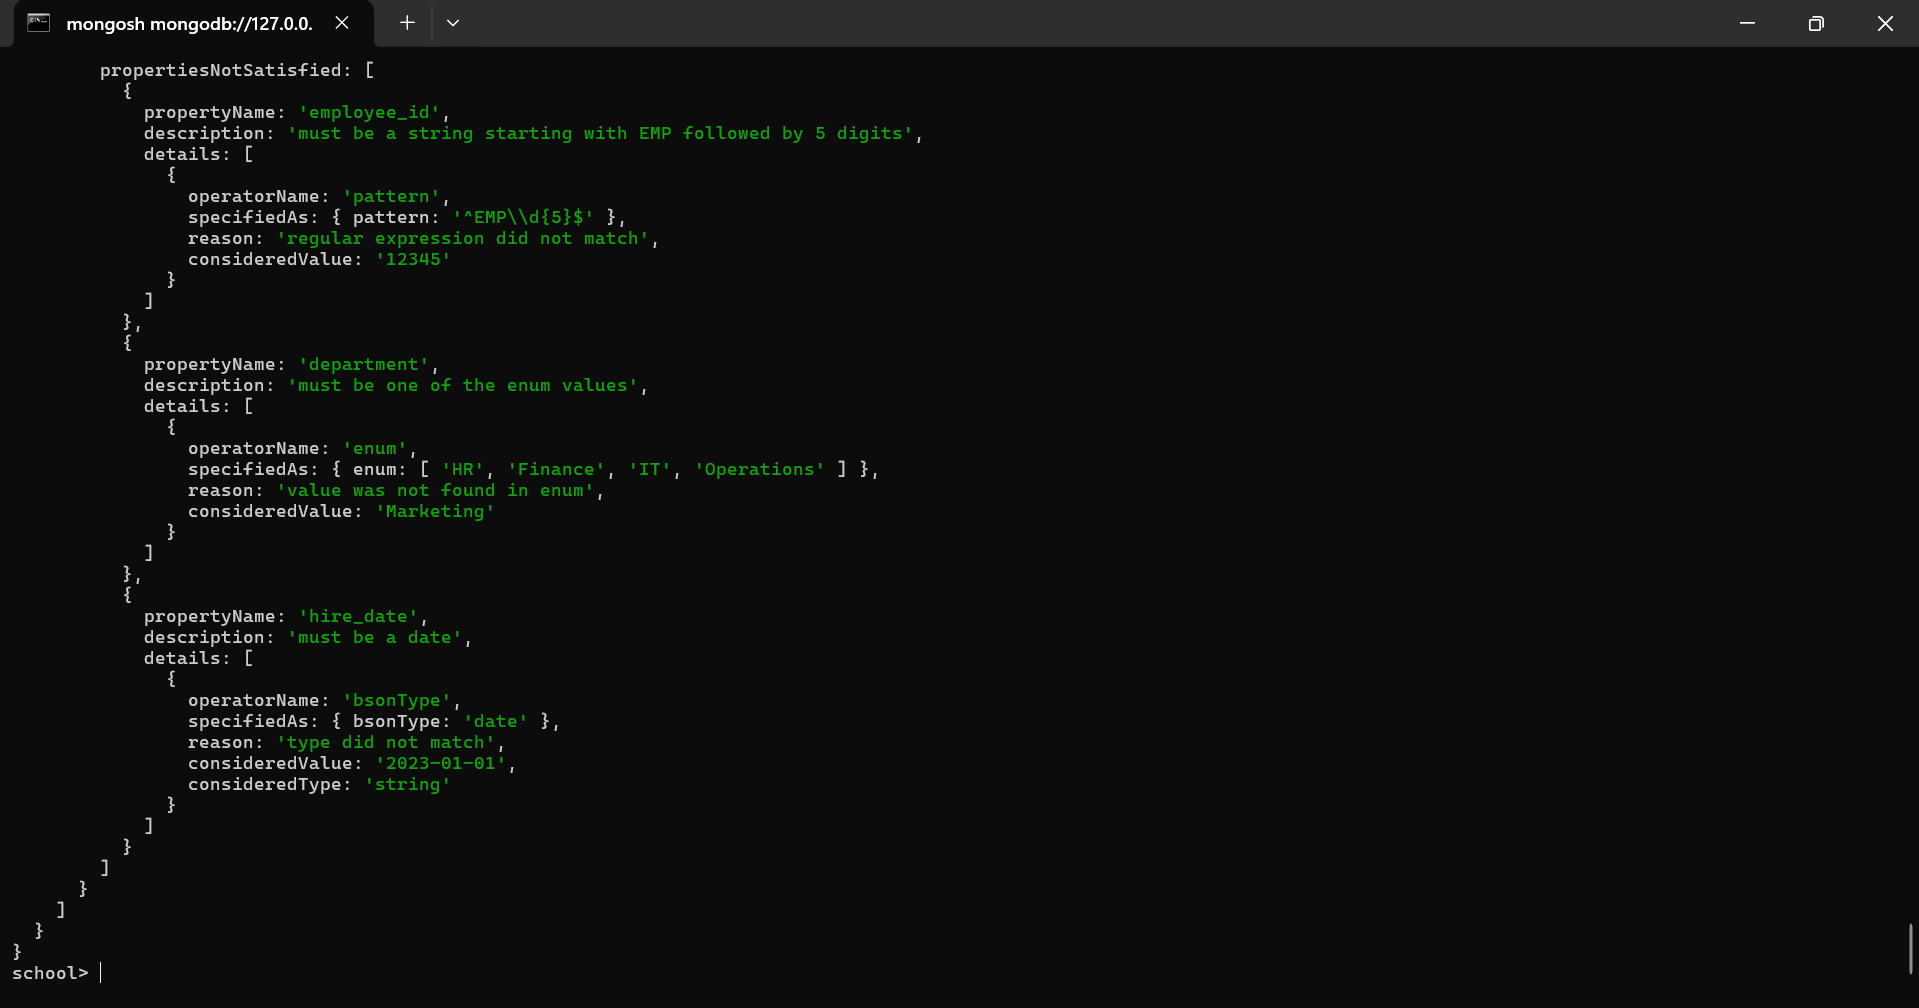 mongosh mongodb://127.0.0.
propertiesNotSatisfied: [
{
propertyName: 'employee_id',
description: 'must be a string starting with EMP followed by 5 digits',
details: [
{
operatorName: 'pattern',
specifiedAs: { pattern: '^EMP\\d{5}$' },
reason: 'regular expression did not match',
consideredValue: '12345'
}
]
},
{
propertyName: 'department',
description: 'must be one of the enum values',
details: [
{
operatorName: 'enum',
specifiedAs: { enum: [ 'HR', 'Finance', 'IT', 'Operations' ] },
reason: 'value was not found in enum',
consideredValue: 'Marketing'
}
]
},
{
propertyName: 'hire_date',
description: 'must be a date',
details: [
{
operatorName: 'bsonType',
specifiedAs: { bsonType: 'date' },
reason: 'type did not match',
consideredValue: '2023-01-01',
consideredType: 'string'
}
]
}
]
}
]
}
}
school>